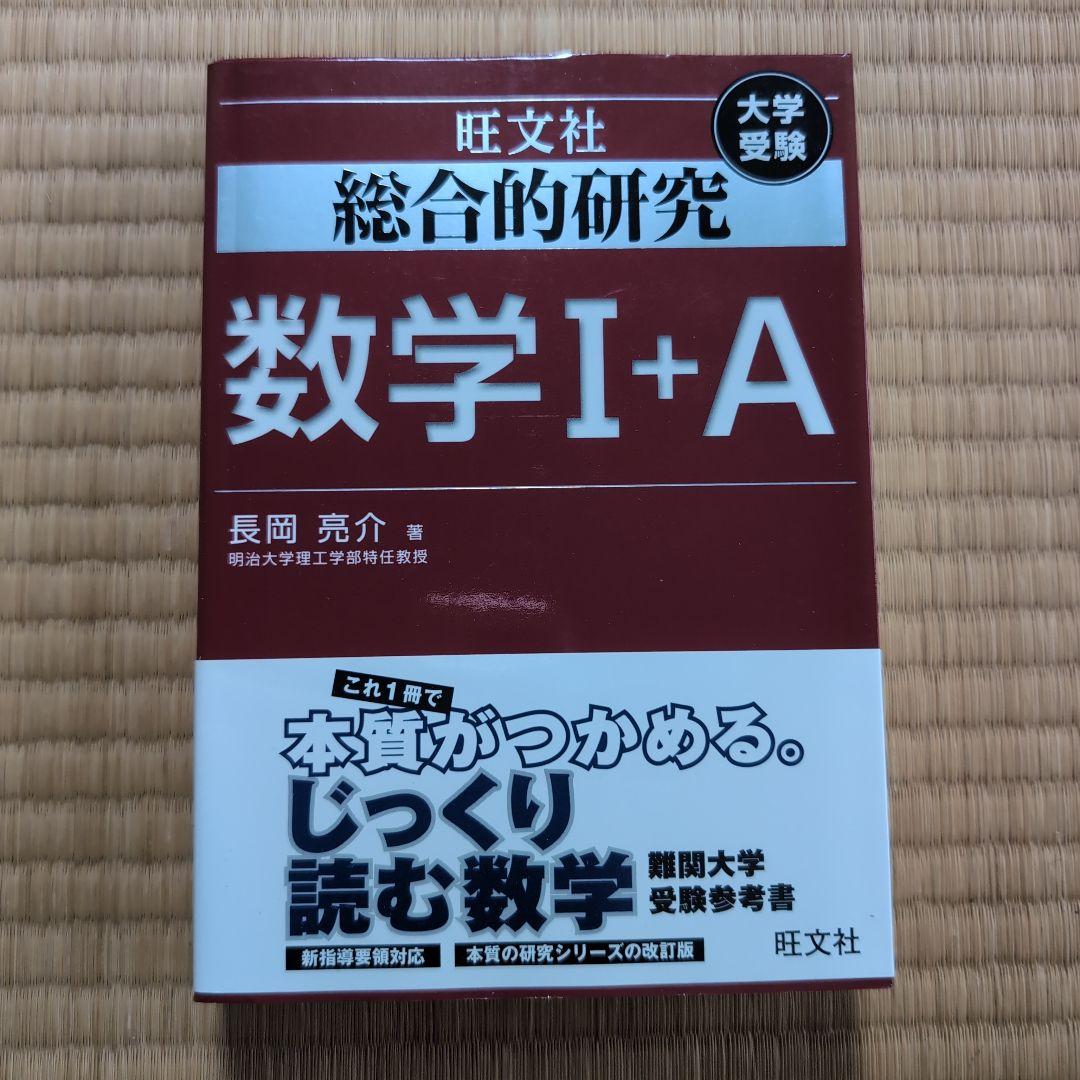 大学
受験
旺文社
総合的研究
数学I+A
長岡 亮介 著
明治大学理工学部特任教授
これ1冊で
本質がつかめる。
じっくり
読む数学
難関大学
受験参考書
新指導要領対応
本質の研究シリーズの改訂版
旺文社